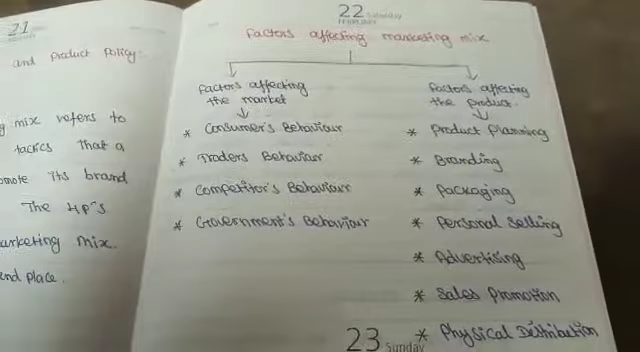 21
and Product Policy.
mix refers to
tactics that a
omote its brand
The 4p's
arketing mix.
and place.
22 Saturday
FEBRUARY
Factors affecting marketing mix
Factors affecting
the market
* Consumer's Behaviour
* Traders Behaviour
* Competitor's Behaviour
* Government's Behaviour
Factors affecting
the product.
* Product Planning
* Branding
* Packaging
* Personal Selling
* Advertising
* Sales Promotion
* Physical Distribution
23 Sunday